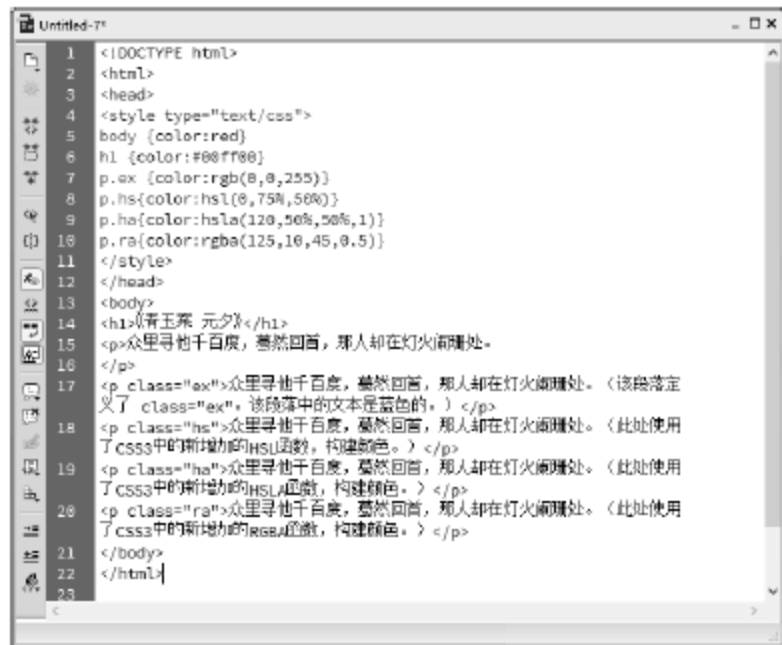 Untitled-7*
1 <!DOCTYPE html>
2 <html>
3 <head>
4 <style type="text/css">
5 body {color:red}
6 h1 {color:#00ff00}
7 p.ex {color:rgb(0,0,255)}
8 p.hs{color:hsl(0,75%,50%)}
9 p.ha{color:hsla(120,50%,50%,1)}
10 p.ra{color:rgba(125,10,45,0.5)}
11 </style>
12 </head>
13 <body>
14 <h1>《青玉案 元夕》</h1>
15 <p>众里寻他千百度，蓦然回首，那人却在灯火阑珊处。
16 </p>
17 <p class="ex">众里寻他千百度，蓦然回首，那人却在灯火阑珊处。（该段落定
义了 class="ex"。该段落中的文本是蓝色的。）</p>
18 <p class="hs">众里寻他千百度，蓦然回首，那人却在灯火阑珊处。（此处使用
了CSS3中的新增加的HSL函数，构建颜色。）</p>
19 <p class="ha">众里寻他千百度，蓦然回首，那人却在灯火阑珊处。（此处使用
了CSS3中的新增加的HSLA函数，构建颜色。）</p>
20 <p class="ra">众里寻他千百度，蓦然回首，那人却在灯火阑珊处。（此处使用
了CSS3中的新增加的RGBA函数，构建颜色。）</p>
21 </body>
22 </html>
23